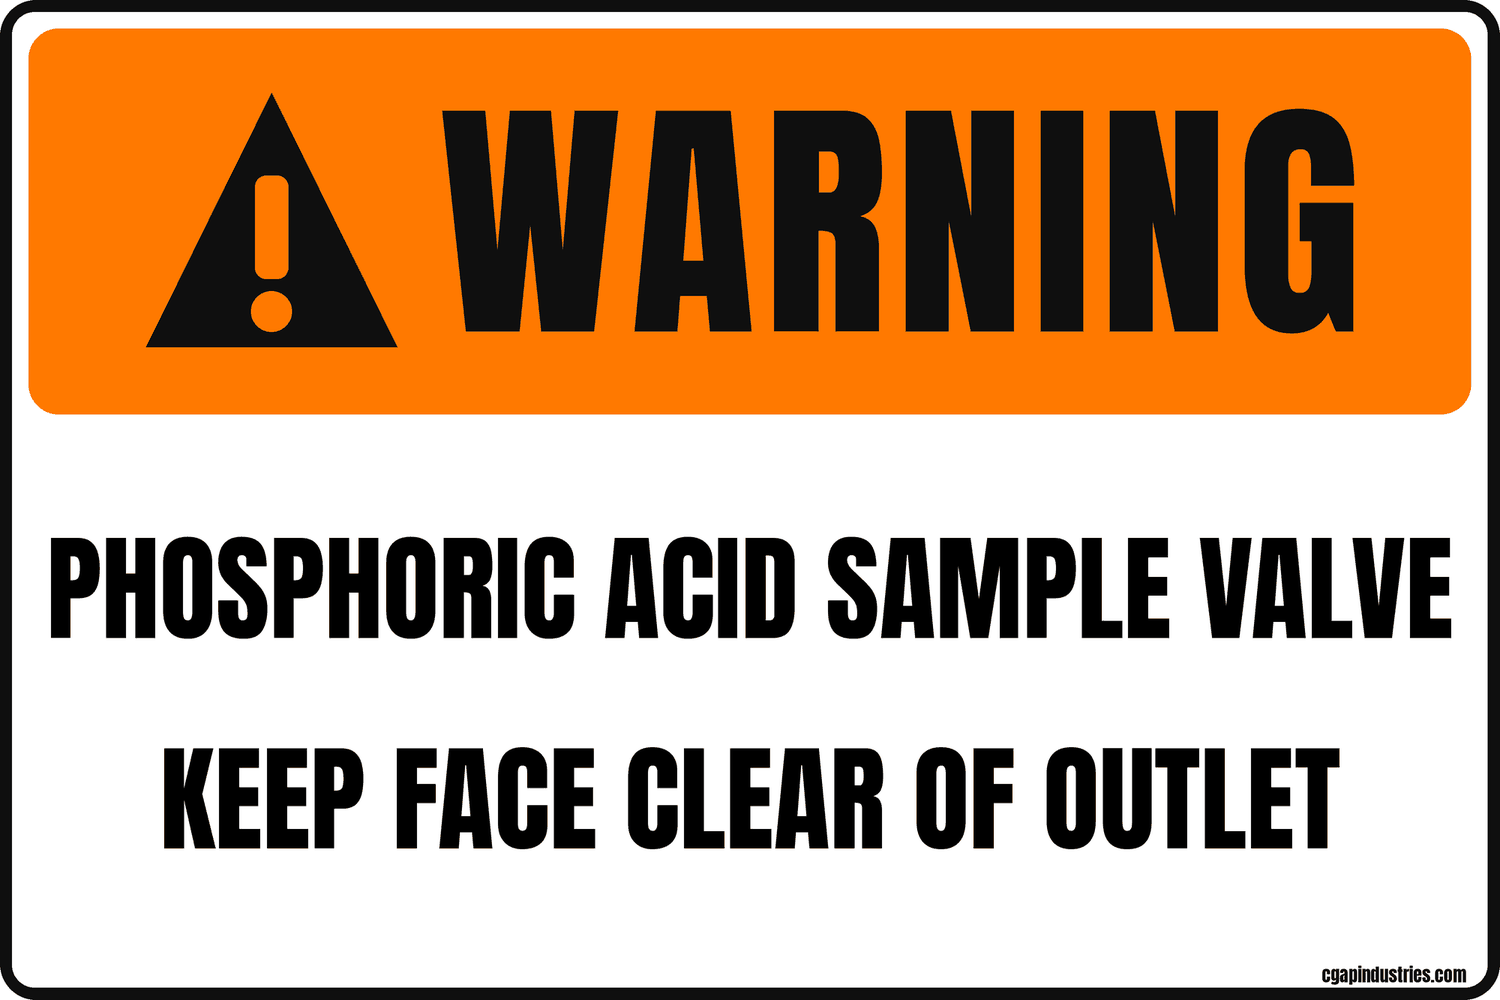 WARNING
PHOSPHORIC ACID SAMPLE VALVE
KEEP FACE CLEAR OF OUTLET
cgapindustries.com